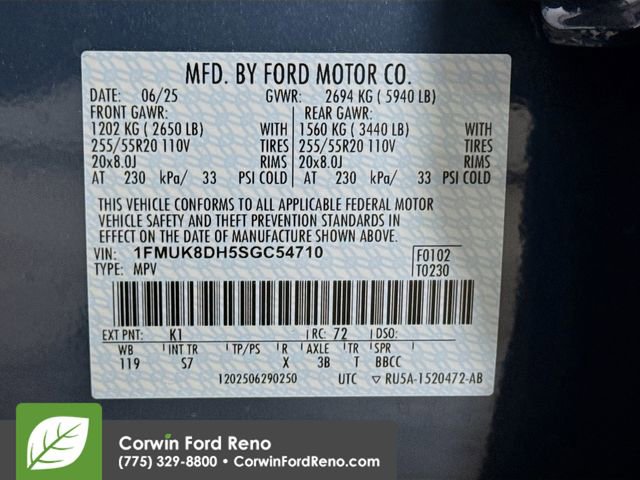 MFD. BY FORD MOTOR CO.
DATE: 06/25 GVWR: 2694 KG ( 5940 LB)
FRONT GAWR: REAR GAWR:
1202 KG ( 2650 LB) WITH 1560 KG ( 3440 LB) WITH
255/55R20 110V TIRES 255/55R20 110V TIRES
20x8.0J RIMS 20x8.0J RIMS
AT 230 kPa/ 33 PSI COLD AT 230 kPa/ 33 PSI COLD
THIS VEHICLE CONFORMS TO ALL APPLICABLE FEDERAL MOTOR
VEHICLE SAFETY AND THEFT PREVENTION STANDARDS IN
EFFECT ON THE DATE OF MANUFACTURE SHOWN ABOVE.
VIN: 1FMUK8DH5SGC54710 F0102
TYPE: MPV T0230
EXT PNT: K1 RC: 72 DSO:
WB INT TR TP/PS R AXLE TR SPR
119 S7 X 3B T BBCC
1202506290250 UTC ▽ RU5A-1520472-AB
Corwin Ford Reno
(775) 329-8800 • CorwinFordReno.com